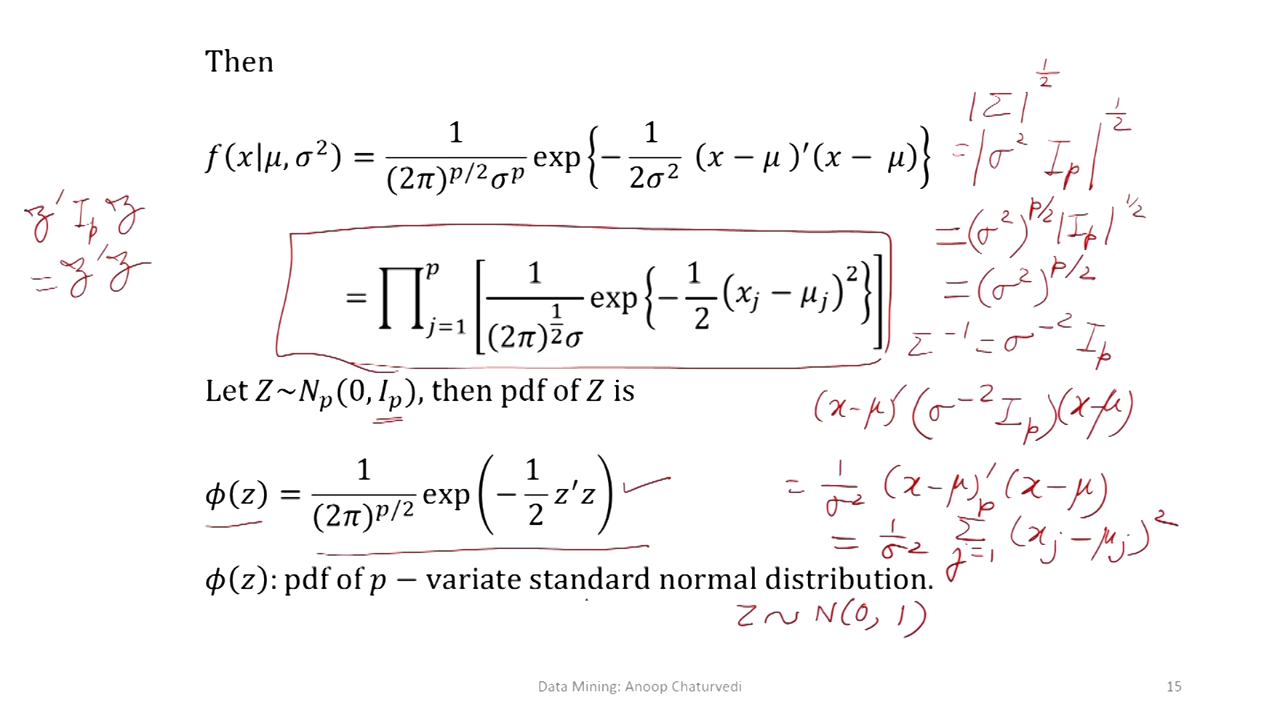 Then
f(x|μ, σ²) = 1/((2π)^{p/2} σ^p) exp{−1/(2σ²) (x − μ )′(x − μ)}
= ∏_{j=1}^{p} [1/((2π)^{1/2} σ) exp{−1/2 (x_j − μ_j)²}]
Let Z~N_p(0, I_p), then pdf of Z is
ϕ(z) = 1/((2π)^{p/2}) exp(−1/2 z′z)
ϕ(z): pdf of p − variate standard normal distribution.
Z ~ N(0, 1)
z′ I_p z
= z′z
|Σ|^{1/2}
= |σ² I_p|^{1/2}
= (σ²)^{p/2} |I_p|^{1/2}
= (σ²)^{p/2}
Σ^{-1} = σ^{-2} I_p
(x-μ)′ (σ^{-2} I_p)(x-μ)
= 1/σ² (x-μ)′(x-μ)
= 1/σ² Σ_{j=1}^{p} (x_j - μ_j)²
Data Mining: Anoop Chaturvedi
15